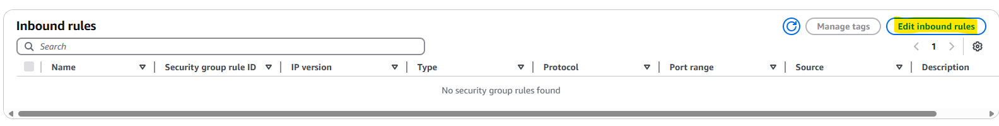 Inbound rules
Manage tags
Edit inbound rules
Search
1
Name Security group rule ID IP version Type Protocol Port range Source Description
No security group rules found